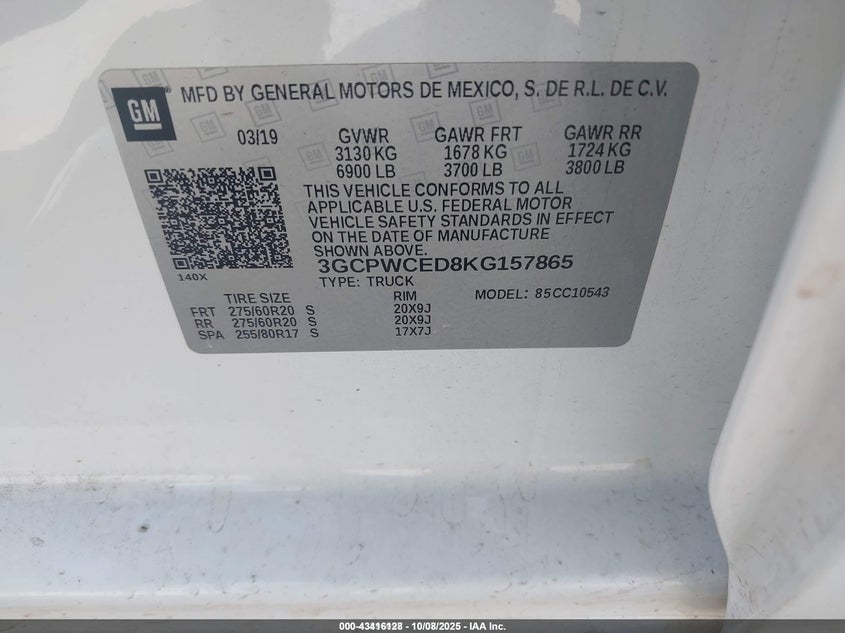 GM
MFD BY GENERAL MOTORS DE MEXICO, S. DE R.L. DE C.V.
03/19 GVWR GAWR FRT GAWR RR
3130 KG 1678 KG 1724 KG
6900 LB 3700 LB 3800 LB
THIS VEHICLE CONFORMS TO ALL
APPLICABLE U.S. FEDERAL MOTOR
VEHICLE SAFETY STANDARDS IN EFFECT
ON THE DATE OF MANUFACTURE
SHOWN ABOVE.
140X
3GCPWCED8KG157865
TYPE: TRUCK MODEL: 85CC10543
TIRE SIZE RIM
FRT 275/60R20 S 20X9J
RR 275/60R20 S 20X9J
SPA 255/80R17 S 17X7J
000-43416128 - 10/08/2025 - IAA Inc.